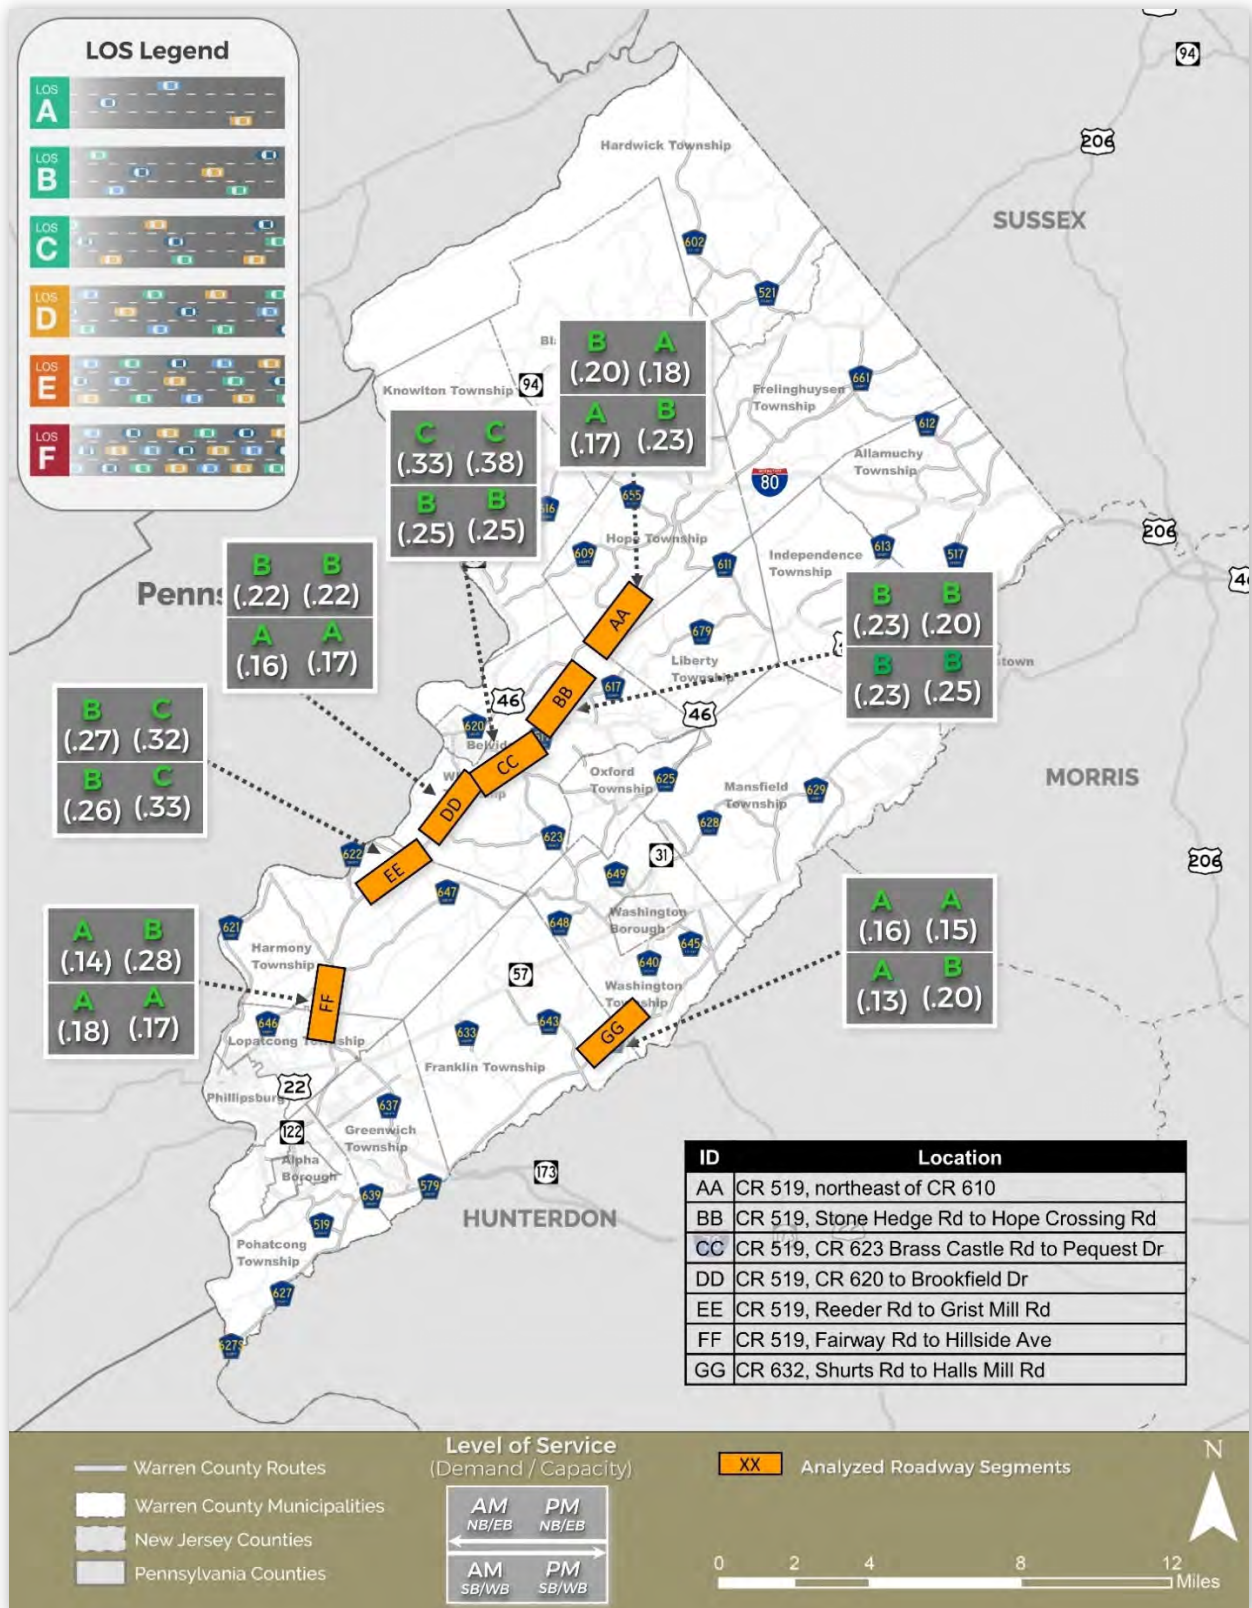 LOS Legend
LOS
A
LOS
B
LOS
C
LOS
D
LOS
E
LOS
F
94
206
Hardwick Township
SUSSEX
602
521
B A
(.20) (.18)
A B
(.17) (.23)
Knowlton Township
94
661
Frelinghuysen
Township
612
C C
(.33) (.38)
B B
(.25) (.25)
Allamuchy
Township
80
655
206
609
Hope Township
611
Independence
Township
613
517
B B
(.22) (.22)
A A
(.16) (.17)
AA
B B
(.23) (.20)
B B
(.23) (.25)
679
Liberty
Township
617
46
BB
46
620
B C
(.27) (.32)
B C
(.26) (.33)
CC
Oxford
Township
625
Mansfield
Township
629
MORRIS
DD
623
628
31
206
622
EE
647
649
Washington
Borough
648
645
A A
(.16) (.15)
A B
(.13) (.20)
A B
(.14) (.28)
A A
(.18) (.17)
621
Harmony
Township
57
640
Washington
Township
FF
646
Lopatcong Township
633
643
GG
Franklin Township
22
Phillipsburg
637
122
Greenwich
Township
Alpha
Borough
173
579
639
519
HUNTERDON
Pohatcong
Township
627
627S
ID Location
AA CR 519, northeast of CR 610
BB CR 519, Stone Hedge Rd to Hope Crossing Rd
CC CR 519, CR 623 Brass Castle Rd to Pequest Dr
DD CR 519, CR 620 to Brookfield Dr
EE CR 519, Reeder Rd to Grist Mill Rd
FF CR 519, Fairway Rd to Hillside Ave
GG CR 632, Shurts Rd to Halls Mill Rd
Warren County Routes
Warren County Municipalities
New Jersey Counties
Pennsylvania Counties
Level of Service
(Demand / Capacity)
AM PM
NB/EB NB/EB
AM PM
SB/WB SB/WB
XX Analyzed Roadway Segments
N
0 2 4 8 12
Miles